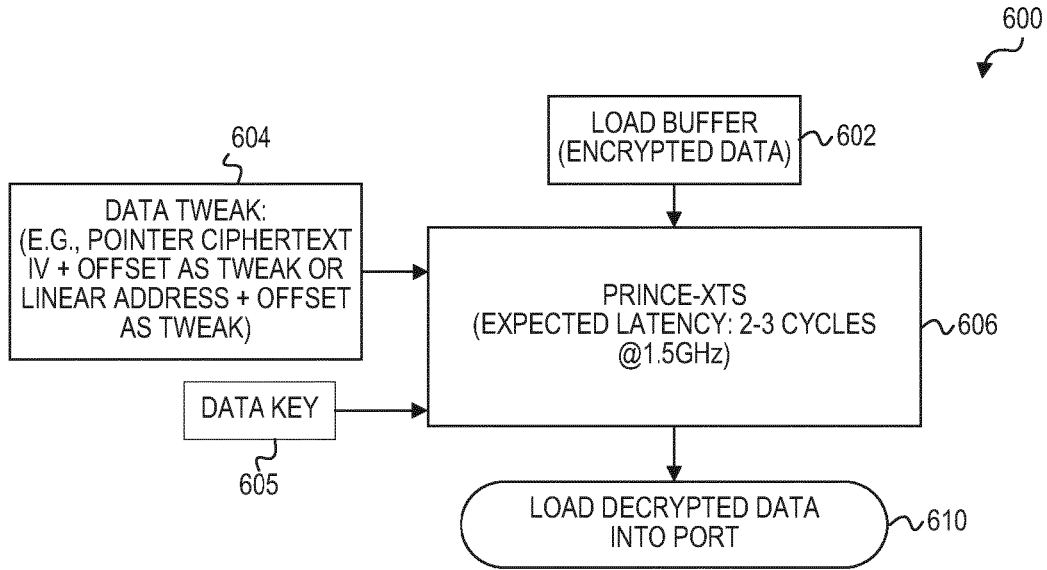 600
LOAD BUFFER
(ENCRYPTED DATA)
602
604
DATA TWEAK:
(E.G., POINTER CIPHERTEXT
IV + OFFSET AS TWEAK OR
LINEAR ADDRESS + OFFSET
AS TWEAK)
PRINCE-XTS
(EXPECTED LATENCY: 2-3 CYCLES
@1.5GHz)
606
DATA KEY
605
LOAD DECRYPTED DATA
INTO PORT
610